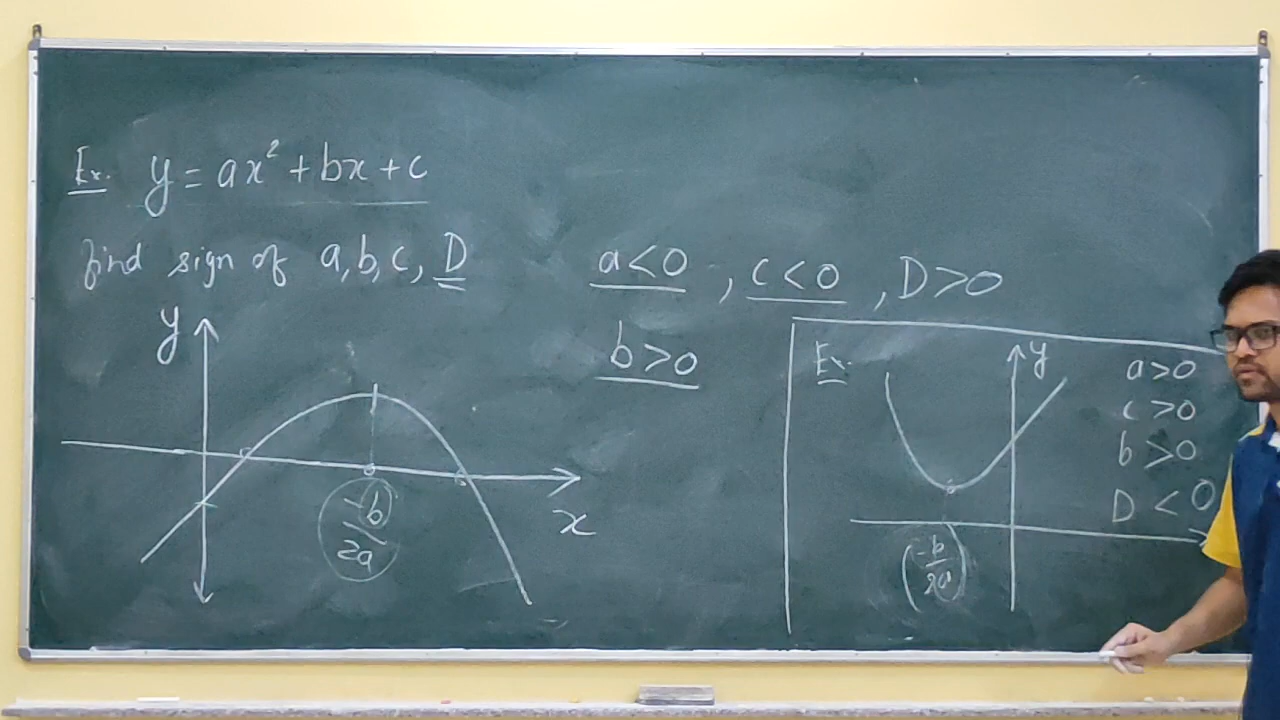 Ex. y = ax² + bx + c
find sign of a, b, c, D
a<0 , c<0 , D>0
b>0
y
x
-b/2a
Ex.
y
a>0
c>0
b>0
D<0
(-b/2a)